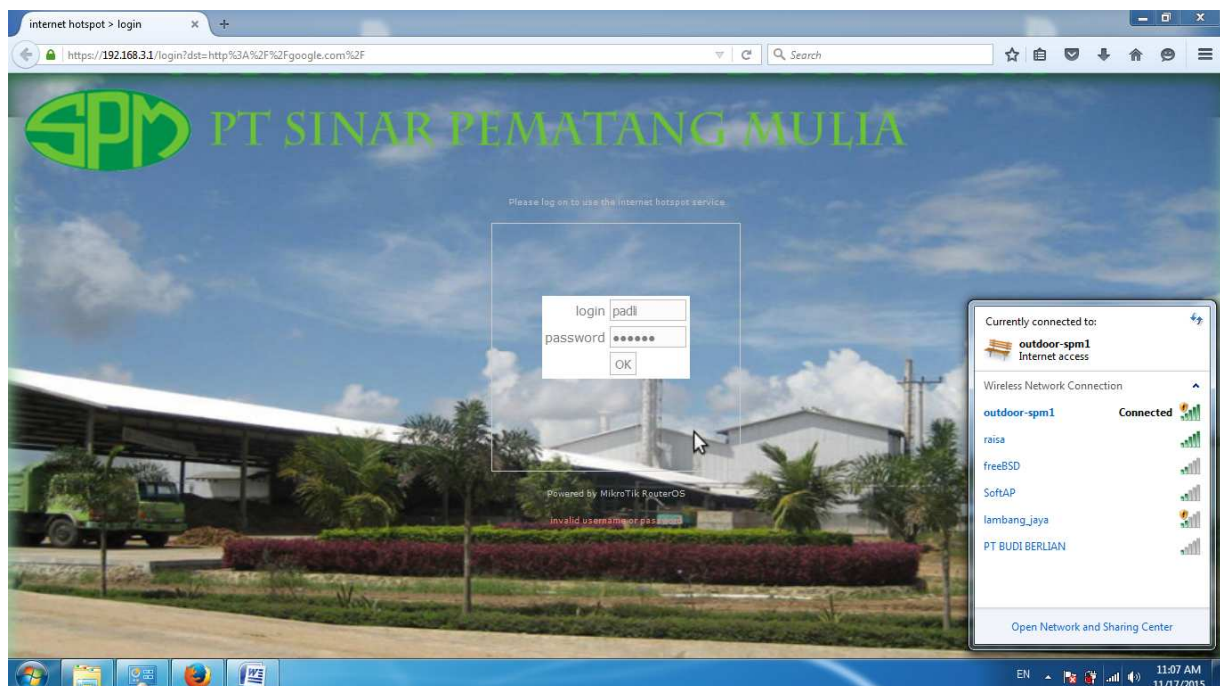 internet hotspot > login
https://192.168.3.1/login?dst=http%3A%2F%2Fgoogle.com%2F
Search
SPM
PT SINAR PEMATANG MULIA
Please log on to use the internet hotspot service
login padli
password
OK
Powered by MikroTik RouterOS
invalid username or password
Currently connected to:
outdoor-spm1
Internet access
Wireless Network Connection
outdoor-spm1 Connected
raisa
freeBSD
SoftAP
lambang_jaya
PT BUDI BERLIAN
Open Network and Sharing Center
EN
11:07 AM
11/17/2015